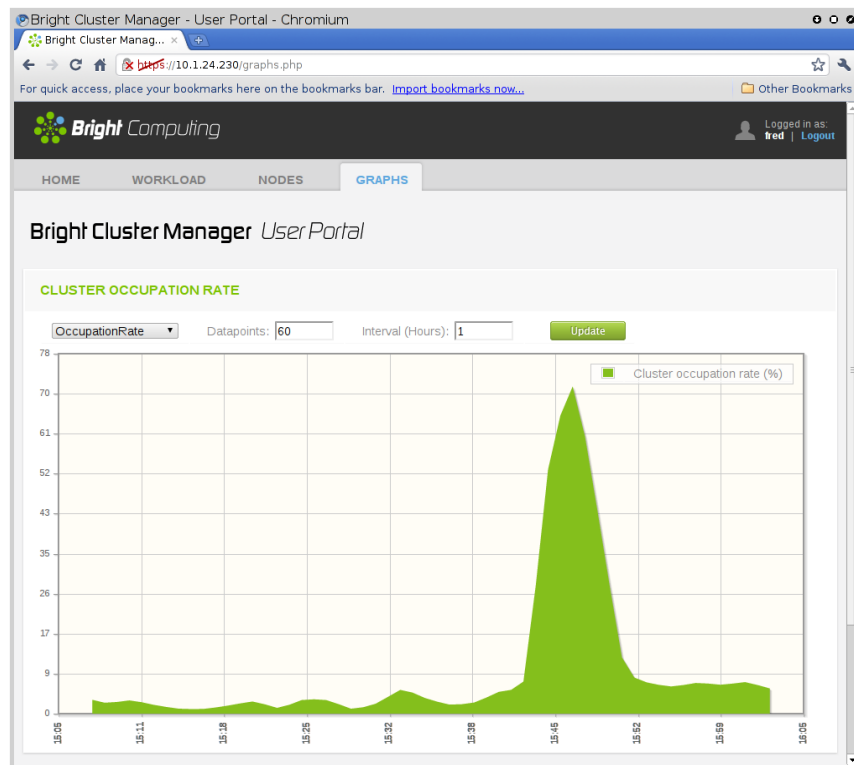 Bright Cluster Manager - User Portal - Chromium
Bright Cluster Manag...
https://10.1.24.230/graphs.php
For quick access, place your bookmarks here on the bookmarks bar. Import bookmarks now...
Other Bookmarks
Bright Computing
Logged in as:
fred | Logout
HOME WORKLOAD NODES GRAPHS
Bright Cluster Manager User Portal
CLUSTER OCCUPATION RATE
OccupationRate Datapoints: 60 Interval (Hours): 1 Update
Cluster occupation rate (%)
78
70
61
52
43
35
26
17
9
0
15:05 15:11 15:18 15:25 15:32 15:38 15:45 15:52 15:59 16:06